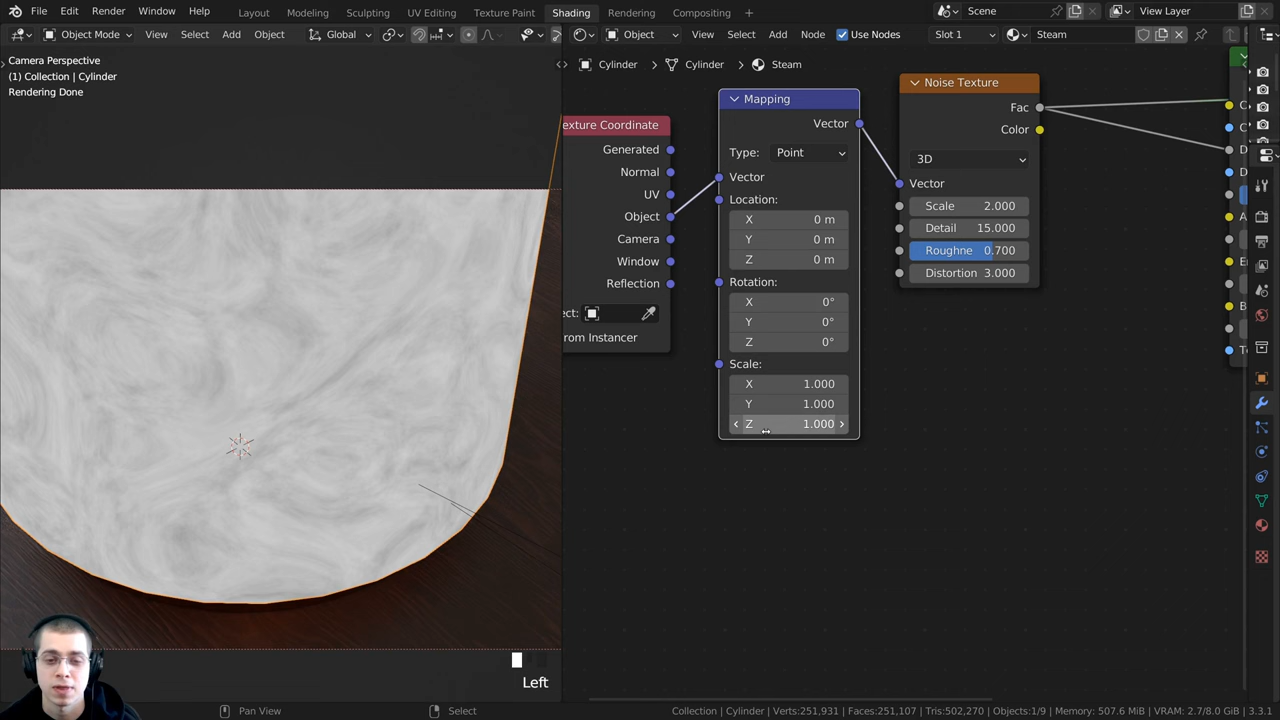 File Edit Render Window Help Layout Modeling Sculpting UV Editing Texture Paint Shading Rendering Compositing Scene View Layer
Object Mode View Select Add Object Global Object View Select Add Node Use Nodes Slot 1 Steam
Camera Perspective
(1) Collection | Cylinder
Rendering Done
Cylinder Cylinder Steam
exture Coordinate
Generated
Normal
UV
Object
Camera
Window
Reflection
ect:
rom Instancer
Mapping
Vector
Type: Point
Vector
Location:
X 0 m
Y 0 m
Z 0 m
Rotation:
X 0°
Y 0°
Z 0°
Scale:
X 1.000
Y 1.000
Z 1.000
Noise Texture
Fac
Color
3D
Vector
Scale 2.000
Detail 15.000
Roughne 0.700
Distortion 3.000
C
C
D
D
A
E
B
T
Left
Pan View Select Collection | Cylinder | Verts:251,931 | Faces:251,107 | Tris:502,270 | Objects:1/9 | Memory: 507.6 MiB | VRAM: 2.7/8.0 GiB | 3.3.1